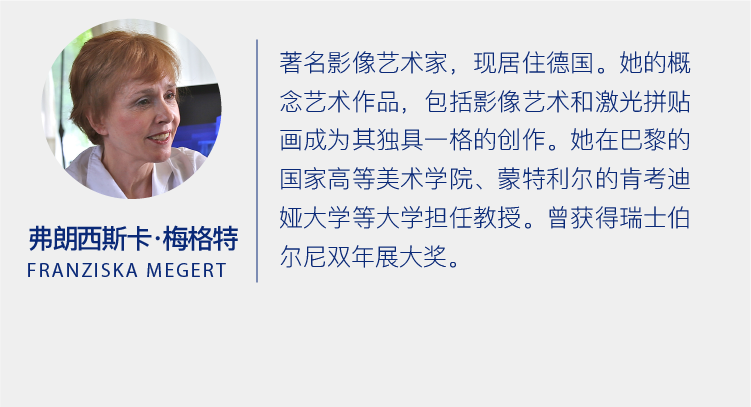 著名影像艺术家，现居住德国。她的概
念艺术作品，包括影像艺术和激光拼贴
画成为其独具一格的创作。她在巴黎的
国家高等美术学院、蒙特利尔的肯考迪
娅大学等大学担任教授。曾获得瑞士伯
尔尼双年展大奖。
弗朗西斯卡·梅格特
FRANZISKA MEGERT